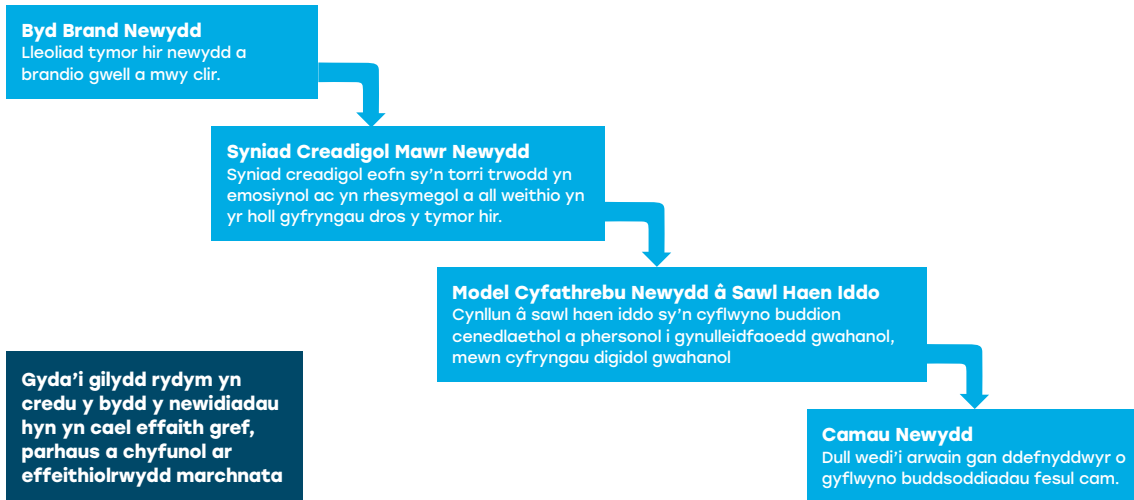 Byd Brand Newydd
Lleoliad tymor hir newydd a
brandio gwell a mwy clir.
Syniad Creadigol Mawr Newydd
Syniad creadigol eofn sy'n torri trwodd yn
emosiynol ac yn rhesymegol a all weithio yn
yr holl gyfryngau dros y tymor hir.
Model Cyfathrebu Newydd â Sawl Haen Iddo
Cynllun â sawl haen iddo sy'n cyflwyno buddion
cenedlaethol a phersonol i gynulleidfaoedd gwahanol,
mewn cyfryngau digidol gwahanol
Gyda'i gilydd rydym yn
credu y bydd y newidiadau
hyn yn cael effaith gref,
parhaus a chyfunol ar
effeithiolrwydd marchnata
Camau Newydd
Dull wedi'i arwain gan ddefnyddwyr o
gyflwyno buddsoddiadau fesul cam.